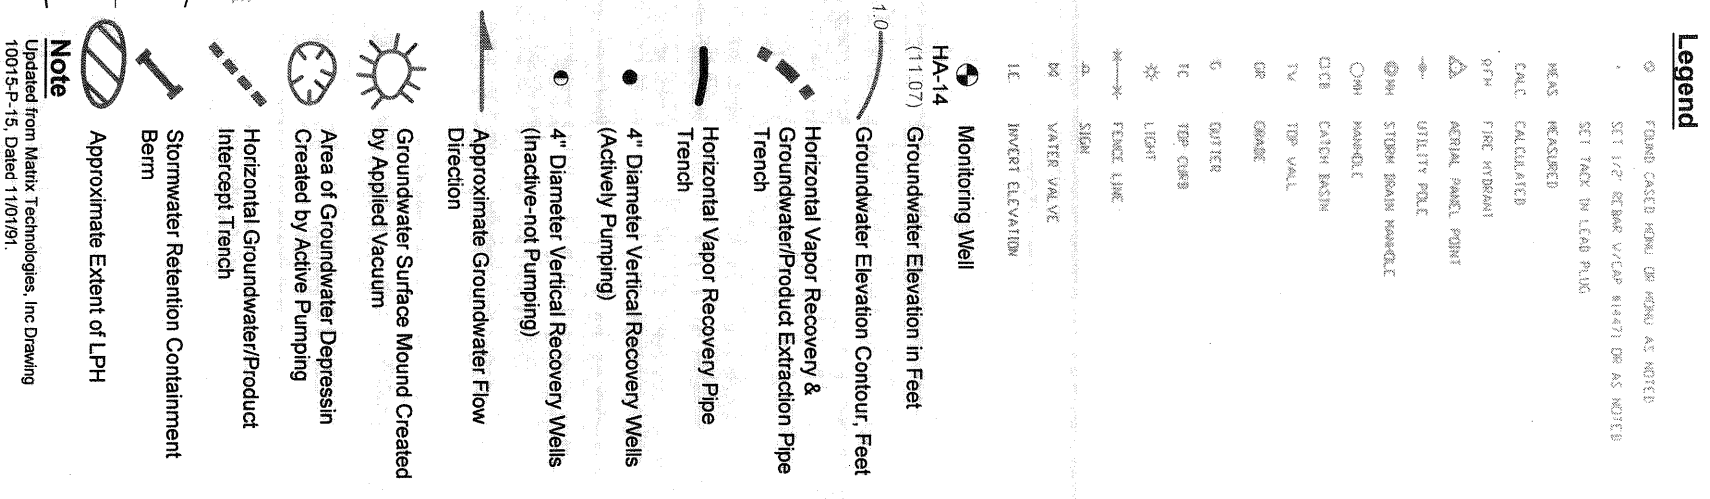 Legend
FOUND CASED MONU OR MONU AS NOTED
SET 1/2" REBAR W/CAP #14471 OR AS NOTED
SET TACK IN LEAD PLUG
MEAS MEASURED
CALC. CALCULATED
FH FIRE HYDRANT
AERIAL PANEL POINT
UTILITY POLE
MH STORM DRAIN MANHOLE
MH MANHOLE
CB CATCH BASIN
TW TOP WALL
GR GRADE
G GUTTER
TC TOP CURB
LIGHT
FENCE LINE
SIGN
WATER VALVE
I.E. INVERT ELEVATION
HA-14 Monitoring Well
(11.07) Groundwater Elevation in Feet
1.0 Groundwater Elevation Contour, Feet
Horizontal Vapor Recovery &
Groundwater/Product Extraction Pipe
Trench
Horizontal Vapor Recovery Pipe
Trench
4" Diameter Vertical Recovery Wells
(Actively Pumping)
4" Diameter Vertical Recovery Wells
(Inactive-not Pumping)
Approximate Groundwater Flow
Direction
Groundwater Surface Mound Created
by Applied Vacuum
Area of Groundwater Depressin
Created by Active Pumping
Horizontal Groundwater/Product
Intercept Trench
Stormwater Retention Containment
Berm
Approximate Extent of LPH
Note
Updated from Matrix Technologies, Inc Drawing
10015-P-15, Dated 11/01/91.